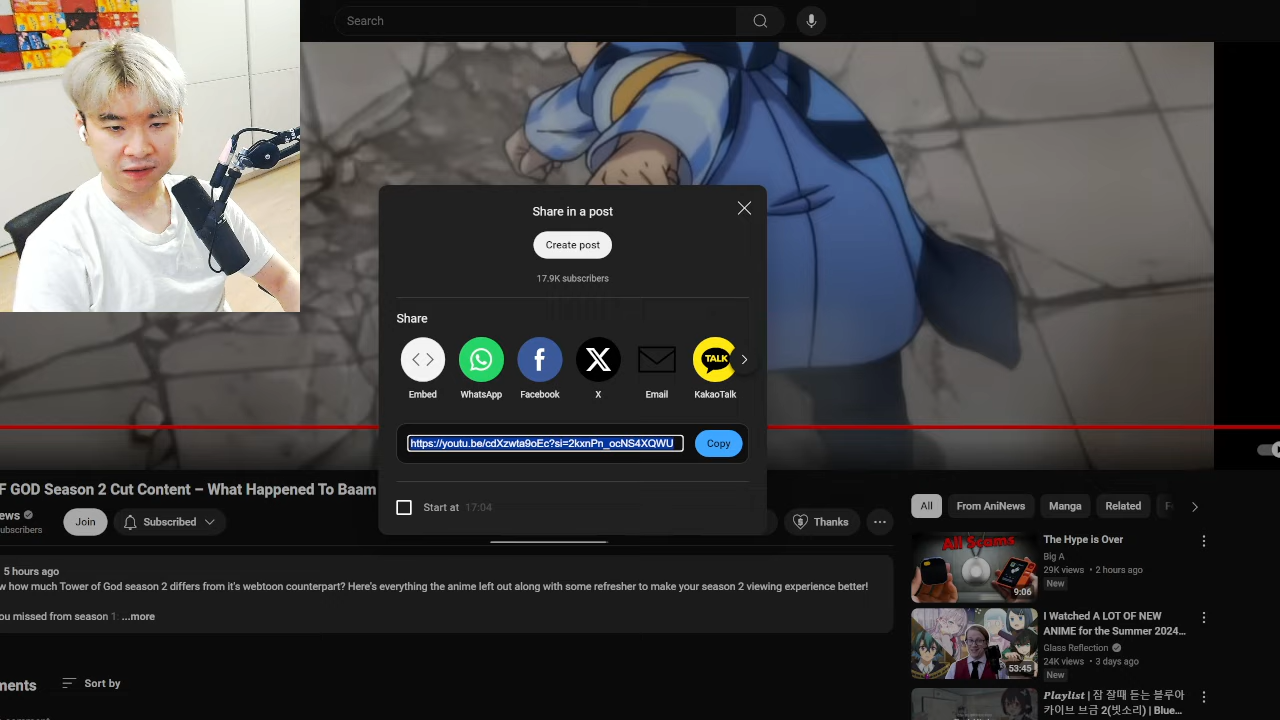 Search
Share in a post
Create post
17.9K subscribers
Share
Embed
WhatsApp
Facebook
X
Email
TALK
KakaoTalk
https://youtu.be/cdXzwta9oEc?si=2kxnPn_ocNS4XQWU
Copy
Start at 17:04
F GOD Season 2 Cut Content – What Happened To Baam
ews
ubscribers
Join
Subscribed
Thanks
5 hours ago
w how much Tower of God season 2 differs from it's webtoon counterpart? Here's everything the anime left out along with some refresher to make your season 2 viewing experience better!
ou missed from season 1 ...more
ments
Sort by
All
From AniNews
Manga
Related
All Scams
9:06
The Hype is Over
Big A
29K views • 2 hours ago
New
53:45
I Watched A LOT OF NEW
ANIME for the Summer 2024...
Glass Reflection
24K views • 3 days ago
New
Playlist | 잠 잘때 듣는 블루아
카이브 브금 2(빗소리) | Blue...